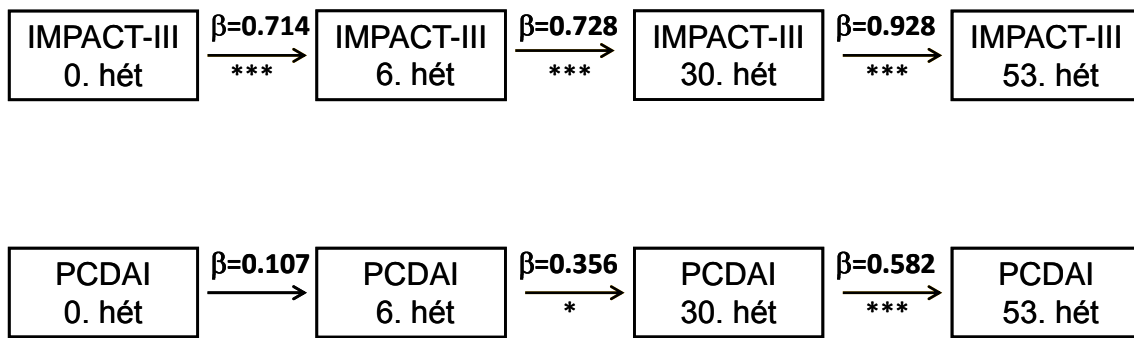 IMPACT-III
0. hét
β=0.714
***
IMPACT-III
6. hét
β=0.728
***
IMPACT-III
30. hét
β=0.928
***
IMPACT-III
53. hét
PCDAI
0. hét
β=0.107
PCDAI
6. hét
β=0.356
*
PCDAI
30. hét
β=0.582
***
PCDAI
53. hét